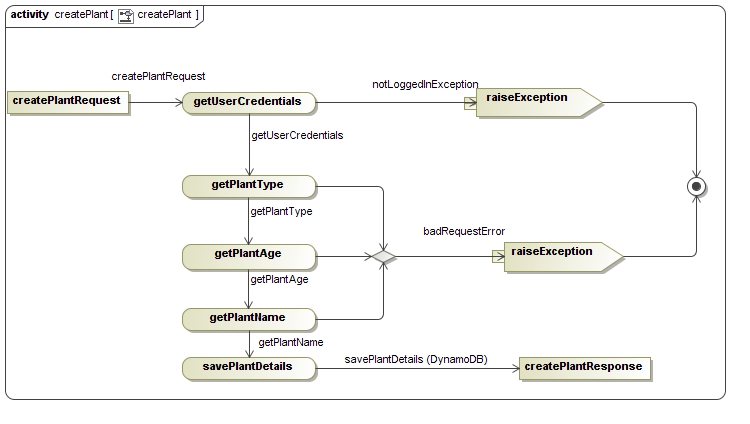 activity createPlant [ createPlant ]
createPlantRequest
notLoggedInException
createPlantRequest
getUserCredentials
raiseException
getUserCredentials
getPlantType
getPlantType
badRequestError
getPlantAge
raiseException
getPlantAge
getPlantName
getPlantName
savePlantDetails
savePlantDetails (DynamoDB)
createPlantResponse